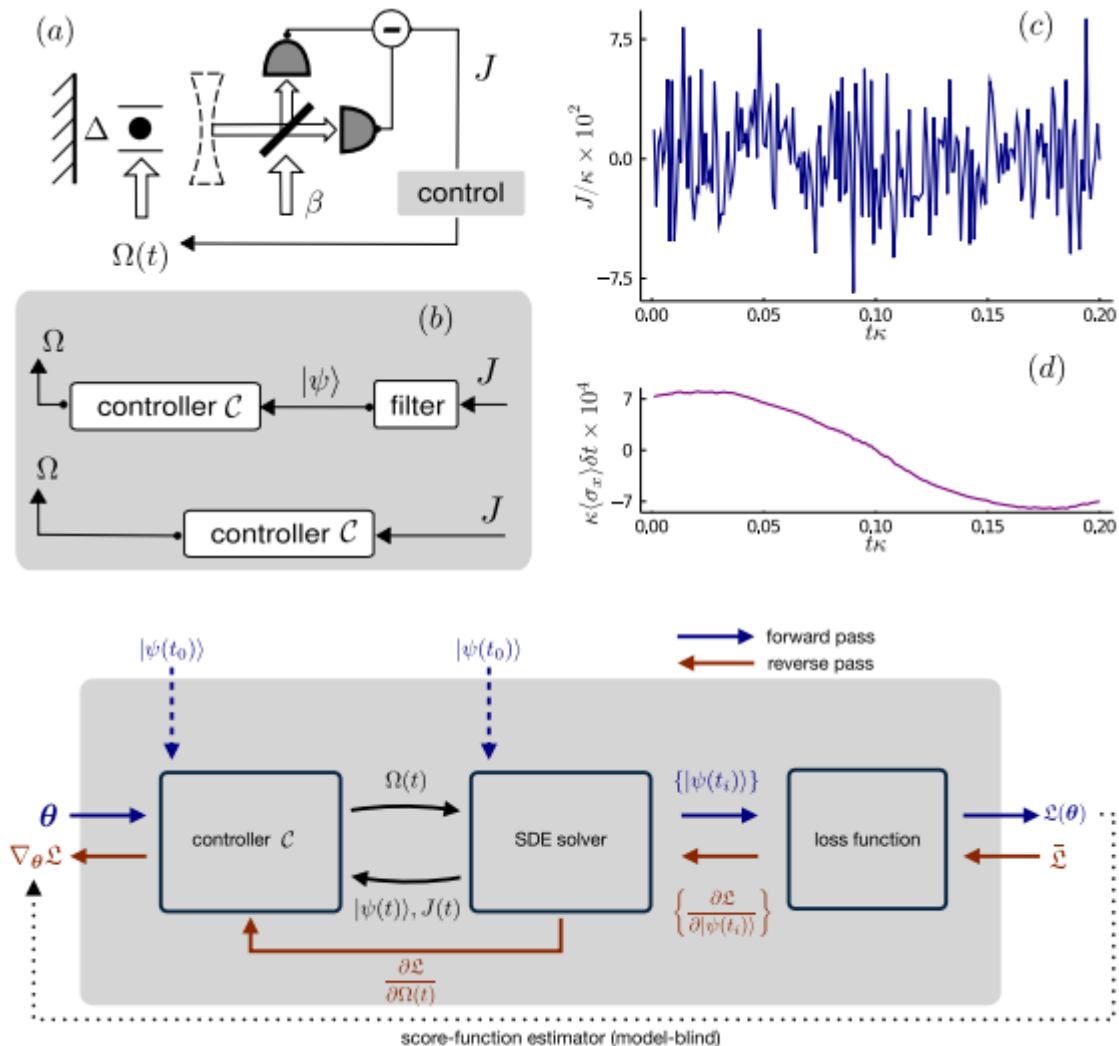 (a)
Δ
β
Ω(t)
−
J
control
(b)
Ω
controller 𝒞
|ψ⟩
filter
J
Ω
controller 𝒞
J
(c)
J/κ × 10²
7.5
0.0
−7.5
0.00 0.05 0.10 0.15 0.20
tκ
(d)
κ⟨σₓ⟩δt × 10⁴
7
0
−7
0.00 0.05 0.10 0.15 0.20
tκ
forward pass
reverse pass
|ψ(t₀)⟩
|ψ(t₀)⟩
θ
∇_θ 𝔏
controller 𝒞
Ω(t)
|ψ(t)⟩, J(t)
SDE solver
{|ψ(tᵢ)⟩}
{∂𝔏/∂|ψ(tᵢ)⟩}
loss function
𝔏(θ)
𝔏̄
∂𝔏/∂Ω(t)
score-function estimator (model-blind)